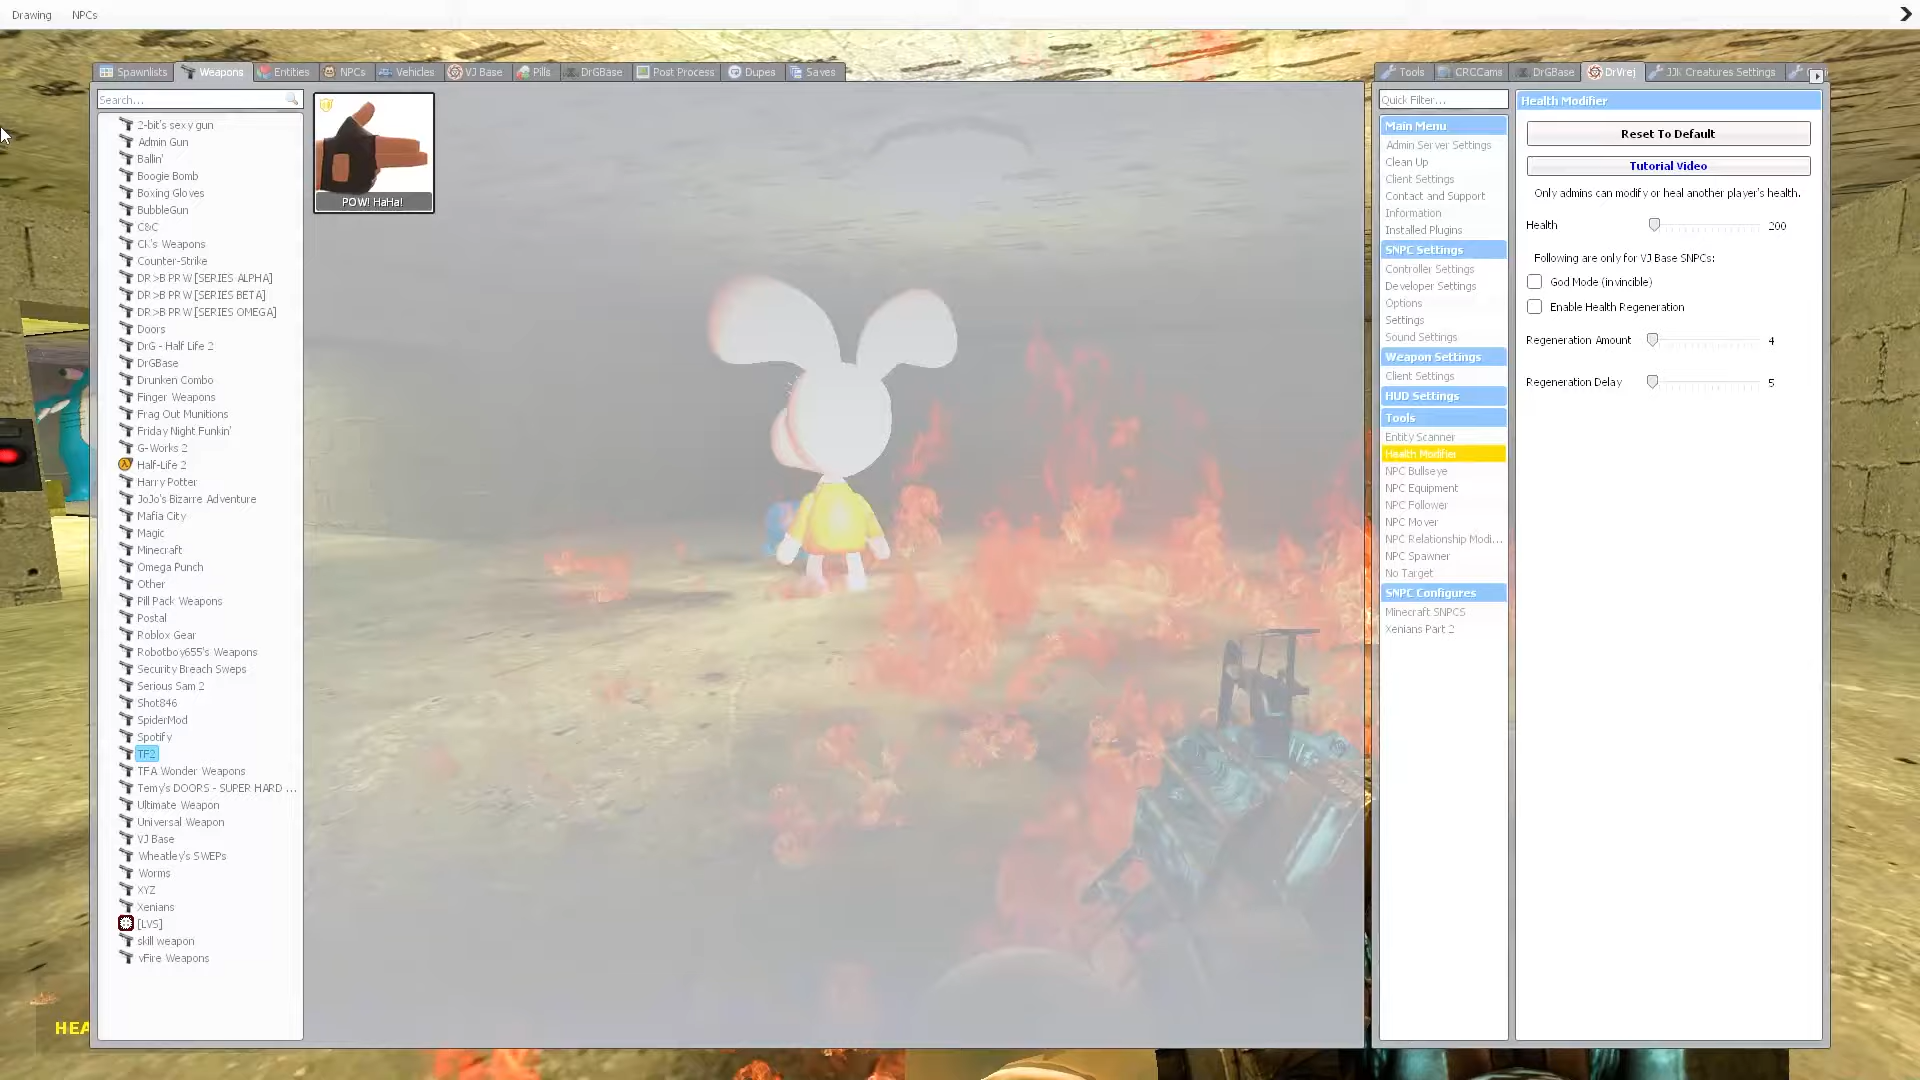 Drawing NPCs
Spawnlists Weapons Entities NPCs Vehicles VJ Base Pills DrGBase Post Process Dupes Saves
Search...
2-bit's sexy gun
Admin Gun
Ballin'
Boogie Bomb
Boxing Gloves
BubbleGun
C&C
CK's Weapons
Counter-Strike
DR>B PRW [SERIES ALPHA]
DR>B PRW [SERIES BETA]
DR>B PRW [SERIES OMEGA]
Doors
DrG - Half Life 2
DrGBase
Drunken Combo
Finger Weapons
Frag Out Munitions
Friday Night Funkin'
G-Works 2
Half-Life 2
Harry Potter
JoJo's Bizarre Adventure
Mafia City
Magic
Minecraft
Omega Punch
Other
Pill Pack Weapons
Postal
Roblox Gear
Robotboy655's Weapons
Security Breach Sweps
Serious Sam 2
Shot846
SpiderMod
Spotify
TF2
TFA Wonder Weapons
Temy's DOORS - SUPER HARD ...
Ultimate Weapon
Universal Weapon
VJ Base
Wheatley's SWEPs
Worms
XYZ
Xenians
[LVS]
skill weapon
vFire Weapons
POW! HaHa!
HEA
Tools CRCCams DrGBase DrVrej JJK Creatures Settings
Quick Filter...
Main Menu
Admin Server Settings
Clean Up
Client Settings
Contact and Support
Information
Installed Plugins
SNPC Settings
Controller Settings
Developer Settings
Options
Settings
Sound Settings
Weapon Settings
Client Settings
HUD Settings
Tools
Entity Scanner
Health Modifier
NPC Bullseye
NPC Equipment
NPC Follower
NPC Mover
NPC Relationship Modi...
NPC Spawner
No Target
SNPC Configures
Minecraft SNPCS
Xenians Part 2
Health Modifier
Reset To Default
Tutorial Video
Only admins can modify or heal another player's health.
Health 200
Following are only for VJ Base SNPCs:
God Mode (invincible)
Enable Health Regeneration
Regeneration Amount 4
Regeneration Delay 5